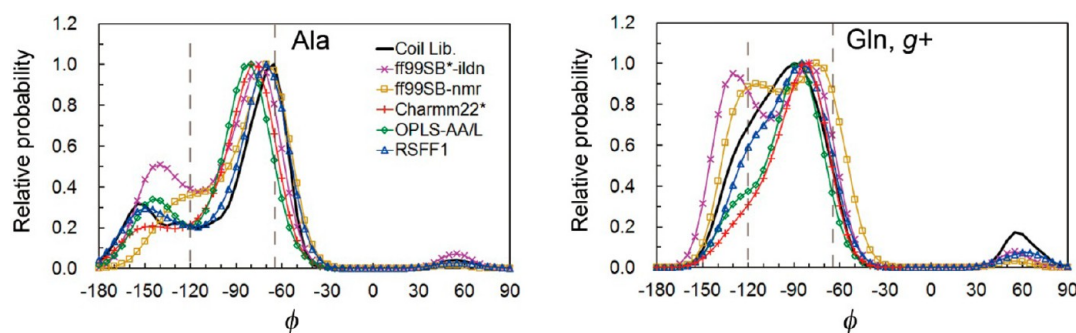 Ala
Relative probability
1.2
1.0
0.8
0.6
0.4
0.2
0.0
-180 -150 -120 -90 -60 -30 0 30 60 90
ϕ
Coil Lib.
ff99SB*-ildn
ff99SB-nmr
Charmm22*
OPLS-AA/L
RSFF1
Gln, g+
Relative probability
1.2
1.0
0.8
0.6
0.4
0.2
0.0
-180 -150 -120 -90 -60 -30 0 30 60 90
ϕ